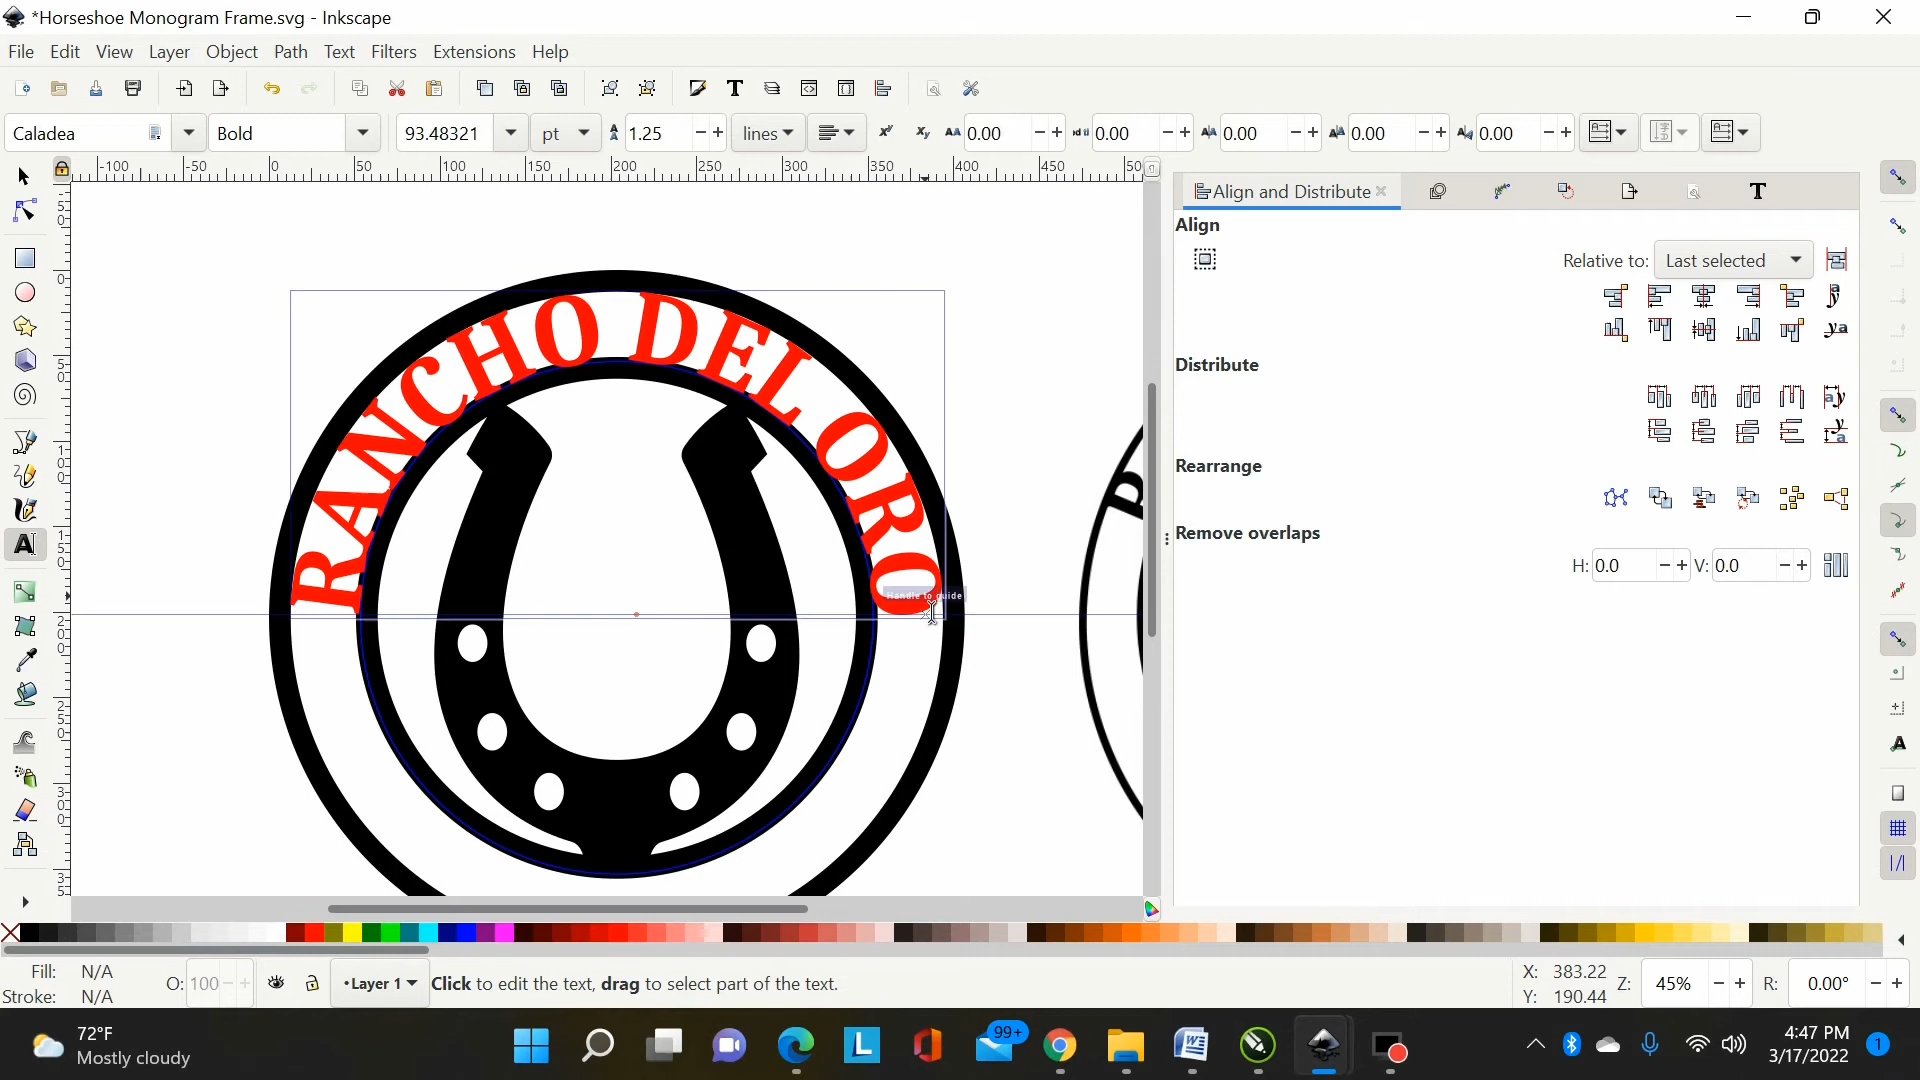 *Horseshoe Monogram Frame.svg - Inkscape
File Edit View Layer Object Path Text Filters Extensions Help
Caladea Bold 93.48321 pt 1.25 lines 0.00 0.00 0.00 0.00 0.00
-100 -50 0 50 100 150 200 250 300 350 400 450 50
Align and Distribute
Align
Relative to: Last selected
Distribute
Rearrange
Remove overlaps
H: 0.0 V: 0.0
RANCHO DEL ORO
Handle to guide
R
Fill: N/A
Stroke: N/A
O: 100
•Layer 1
Click to edit the text, drag to select part of the text.
X: 383.22
Y: 190.44
Z: 45%
R: 0.00°
72°F
Mostly cloudy
99+
4:47 PM
3/17/2022
1